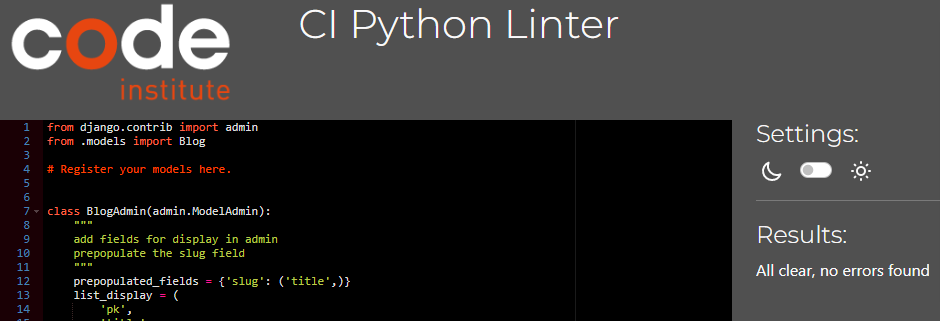 code
institute
CI Python Linter
1 from django.contrib import admin
2 from .models import Blog
3
4 # Register your models here.
5
6
7 class BlogAdmin(admin.ModelAdmin):
8 """
9 add fields for display in admin
10 prepopulate the slug field
11 """
12 prepopulated_fields = {'slug': ('title',)}
13 list_display = (
14 'pk',
Settings:
Results:
All clear, no errors found